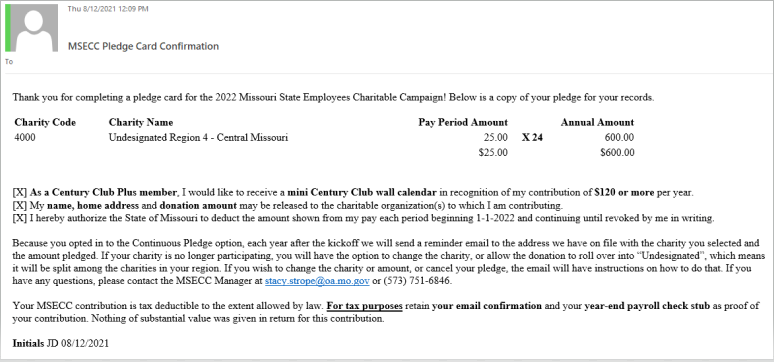 Thu 8/12/2021 12:09 PM
MSECC Pledge Card Confirmation
To
Thank you for completing a pledge card for the 2022 Missouri State Employees Charitable Campaign! Below is a copy of your pledge for your records.
Charity Code Charity Name Pay Period Amount Annual Amount
4000 Undesignated Region 4 - Central Missouri 25.00 X 24 600.00
$25.00 $600.00
[X] As a Century Club Plus member, I would like to receive a mini Century Club wall calendar in recognition of my contribution of $120 or more per year.
[X] My name, home address and donation amount may be released to the charitable organization(s) to which I am contributing.
[X] I hereby authorize the State of Missouri to deduct the amount shown from my pay each period beginning 1-1-2022 and continuing until revoked by me in writing.
Because you opted in to the Continuous Pledge option, each year after the kickoff we will send a reminder email to the address we have on file with the charity you selected and
the amount pledged. If your charity is no longer participating, you will have the option to change the charity, or allow the donation to roll over into “Undesignated”, which means
it will be split among the charities in your region. If you wish to change the charity or amount, or cancel your pledge, the email will have instructions on how to do that. If you
have any questions, please contact the MSECC Manager at stacy.strope@oa.mo.gov or (573) 751-6846.
Your MSECC contribution is tax deductible to the extent allowed by law. For tax purposes retain your email confirmation and your year-end payroll check stub as proof of
your contribution. Nothing of substantial value was given in return for this contribution.
Initials JD 08/12/2021